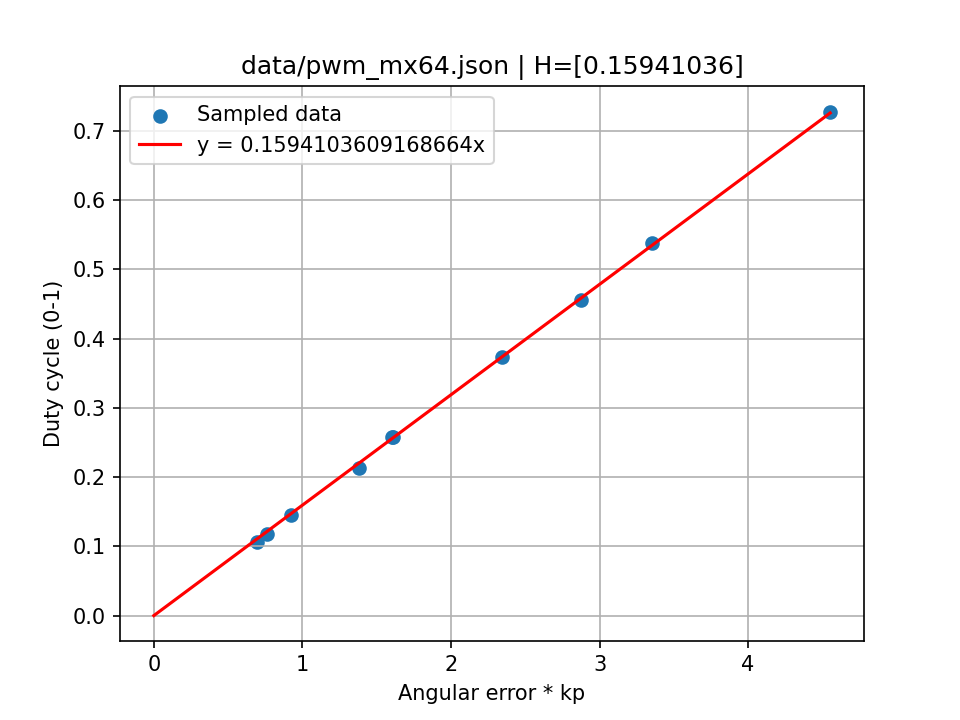 data/pwm_mx64.json | H=[0.15941036]
Sampled data
y = 0.1594103609168664x
0.7
0.6
0.5
0.4
0.3
0.2
0.1
0.0
Duty cycle (0-1)
0 1 2 3 4
Angular error * kp